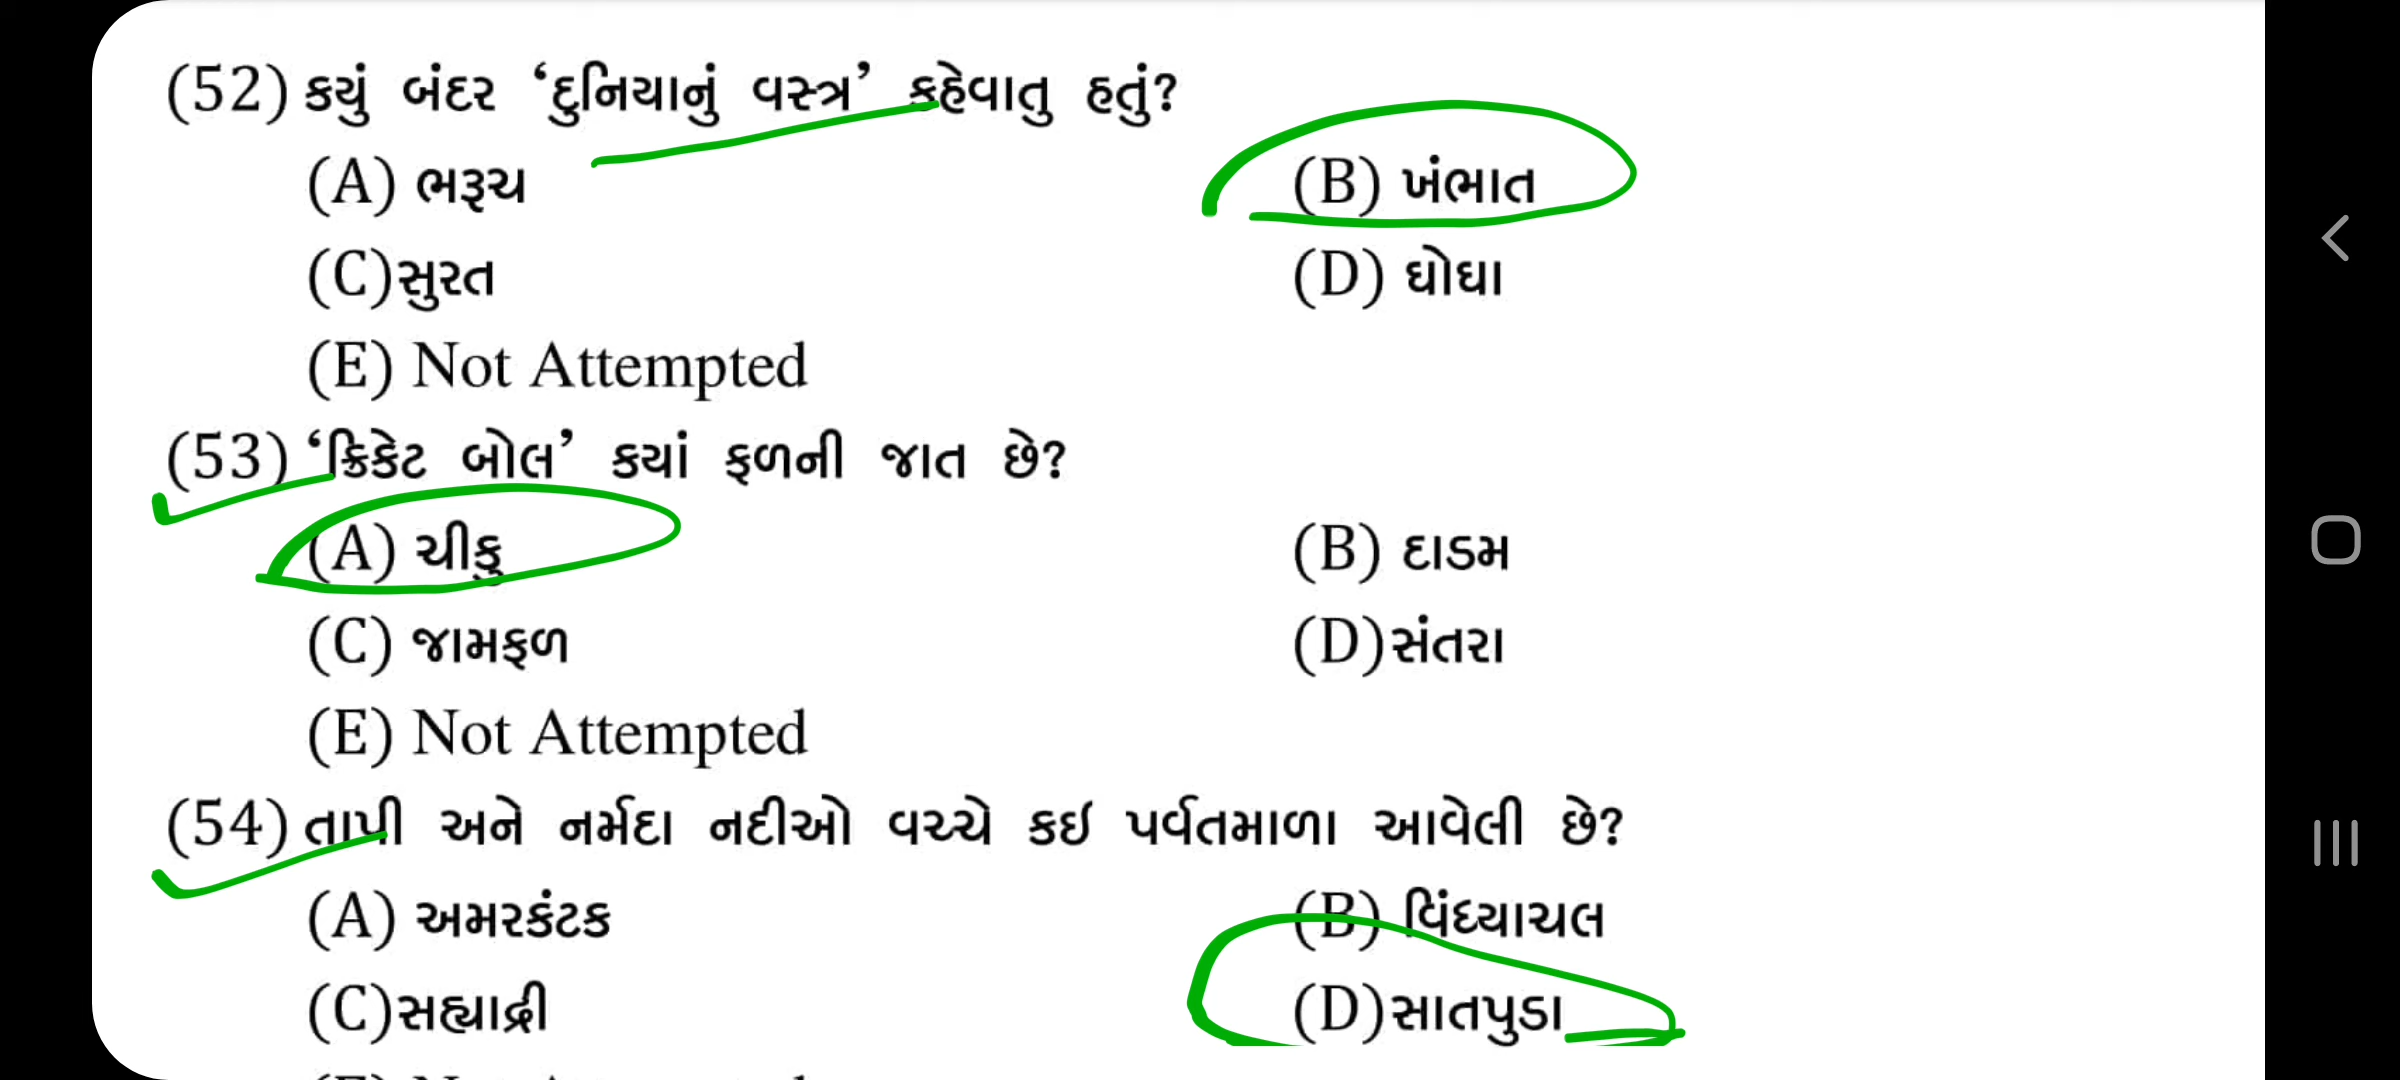 (52) કયું બંદર ‘દુનિયાનું વસ્ત્ર’ કહેવાતુ હતું?
(A) ભરૂચ (B) ખંભાત
(C)સુરત (D) ઘોઘા
(E) Not Attempted
(53) ‘ક્રિકેટ બોલ’ કયાં ફળની જાત છે?
(A) ચીકુ (B) દાડમ
(C) જામફળ (D)સંતરા
(E) Not Attempted
(54) તાપી અને નર્મદા નદીઓ વચ્ચે કઇ પર્વતમાળા આવેલી છે?
(A) અમરકંટક (B) વિંધ્યાચલ
(C)સહ્યાદ્રી (D)સાતપુડા